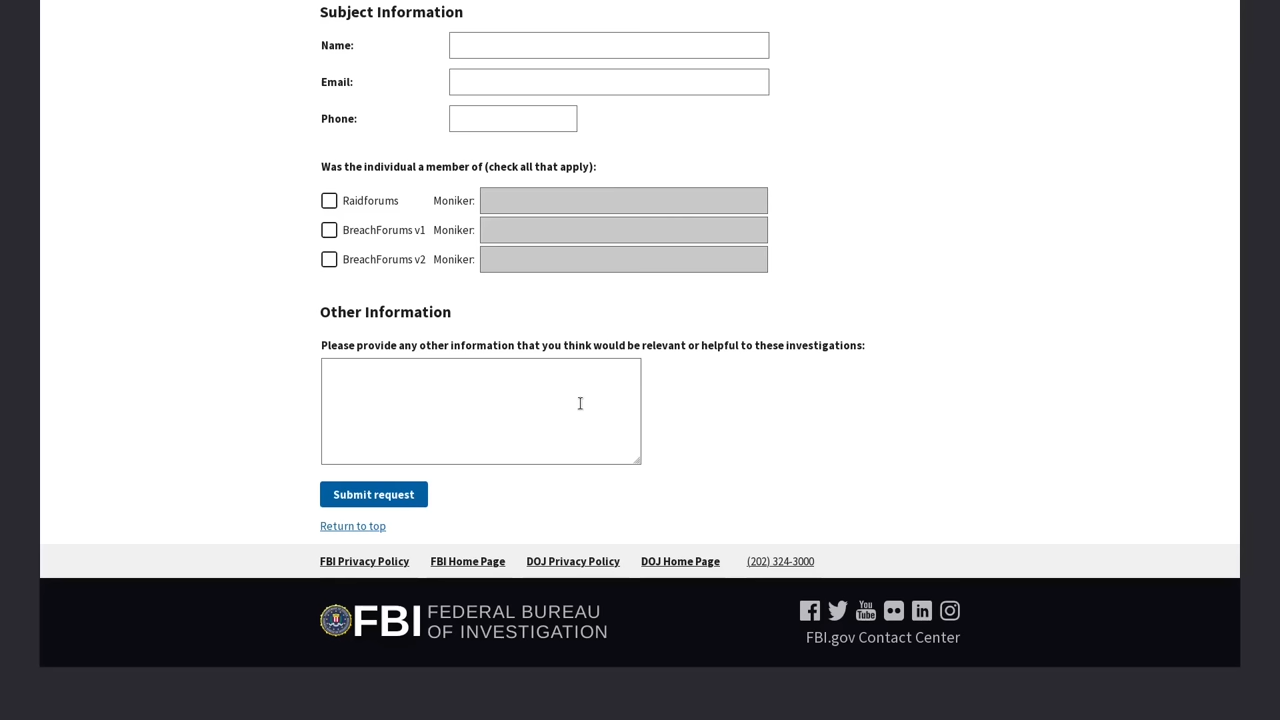 Subject Information
Name:
Email:
Phone:
Was the individual a member of (check all that apply):
Raidforums Moniker:
BreachForums v1 Moniker:
BreachForums v2 Moniker:
Other Information
Please provide any other information that you think would be relevant or helpful to these investigations:
Submit request
Return to top
FBI Privacy Policy FBI Home Page DOJ Privacy Policy DOJ Home Page (202) 324-3000
FBI FEDERAL BUREAU
OF INVESTIGATION
You Tube
FBI.gov Contact Center